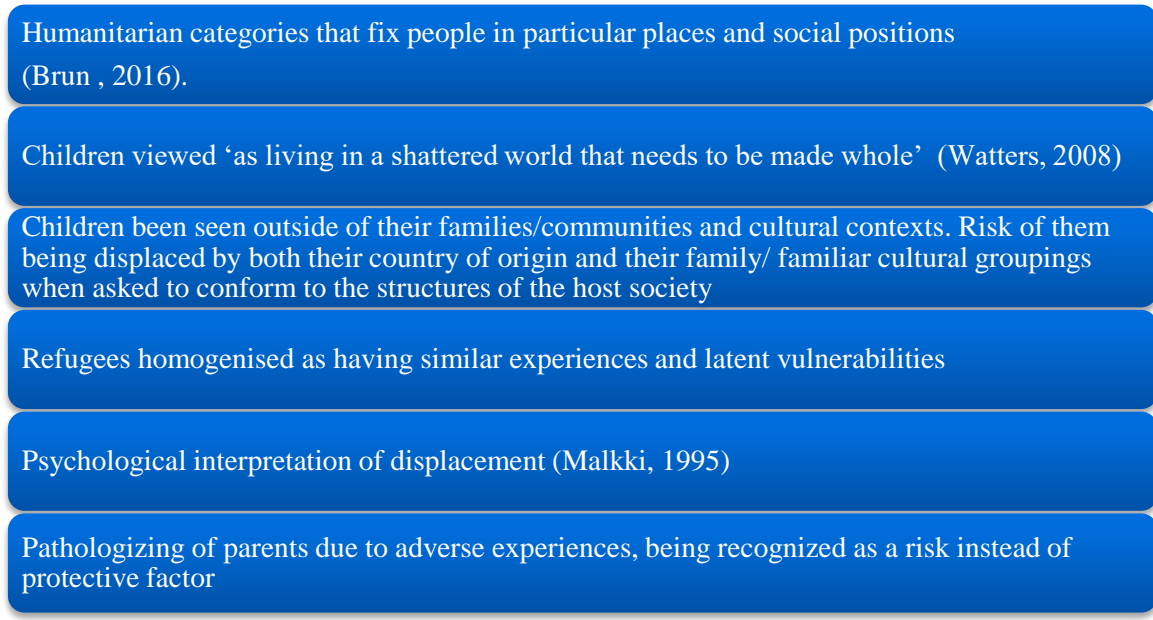 Humanitarian categories that fix people in particular places and social positions
(Brun , 2016).
Children viewed ‘as living in a shattered world that needs to be made whole’ (Watters, 2008)
Children been seen outside of their families/communities and cultural contexts. Risk of them
being displaced by both their country of origin and their family/ familiar cultural groupings
when asked to conform to the structures of the host society
Refugees homogenised as having similar experiences and latent vulnerabilities
Psychological interpretation of displacement (Malkki, 1995)
Pathologizing of parents due to adverse experiences, being recognized as a risk instead of
protective factor